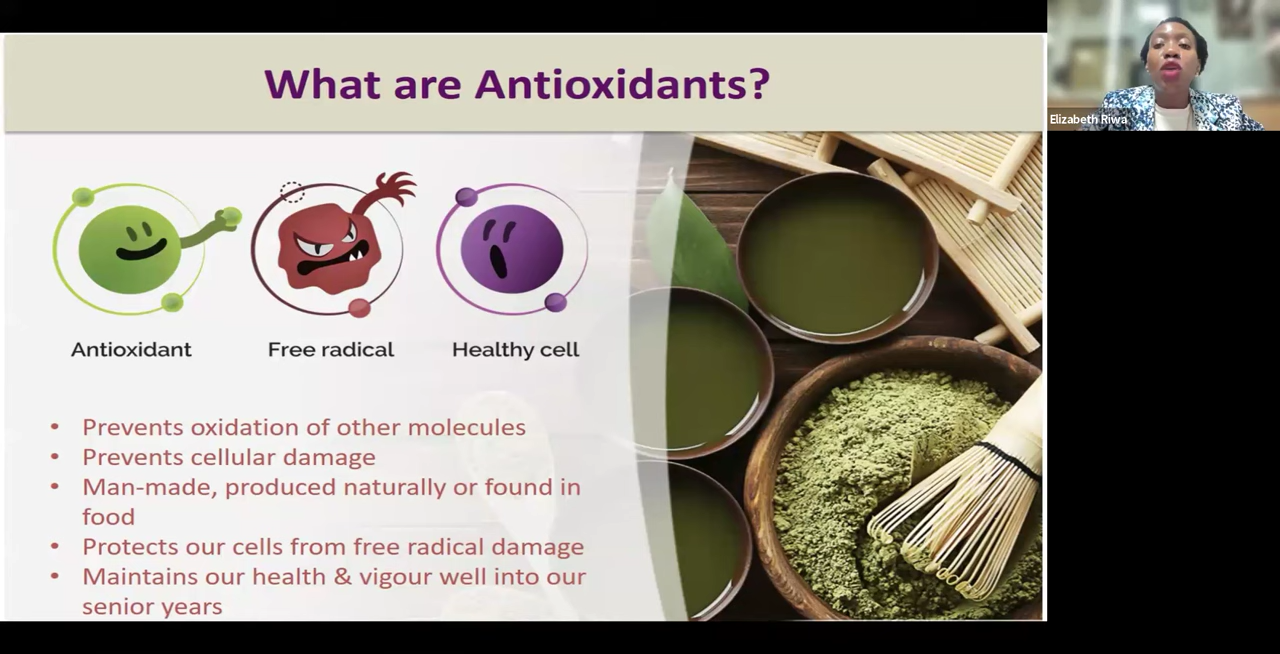 What are Antioxidants?
Elizabeth Riwa
Antioxidant
Free radical
Healthy cell
• Prevents oxidation of other molecules
• Prevents cellular damage
• Man-made, produced naturally or found in
food
• Protects our cells from free radical damage
• Maintains our health & vigour well into our
senior years